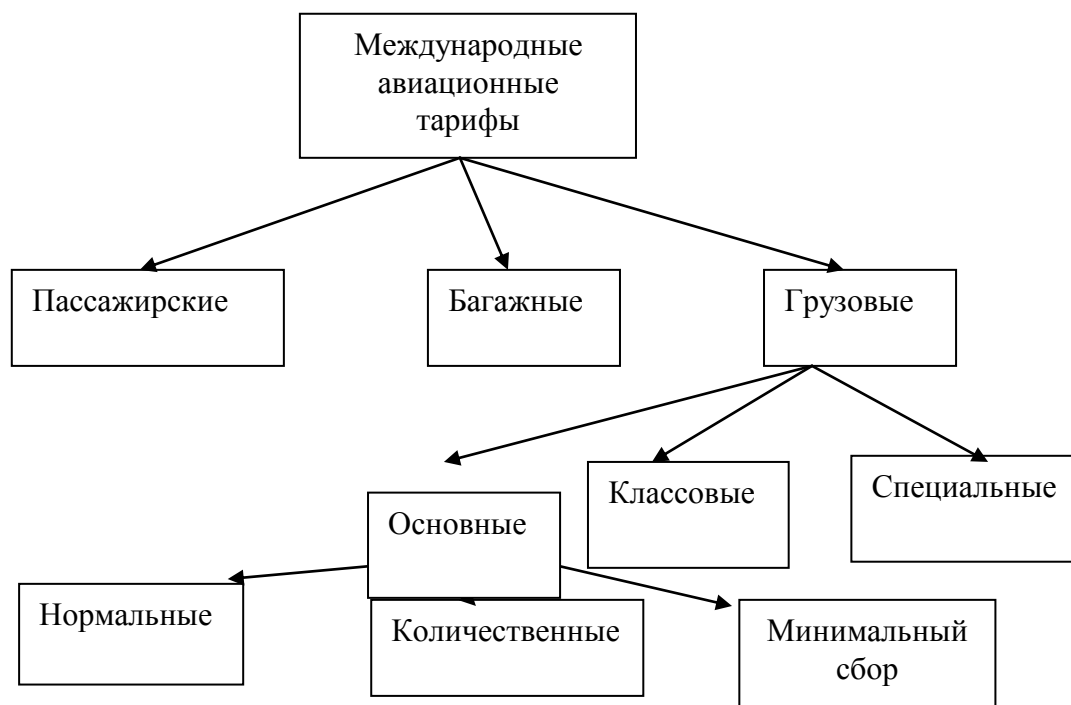 Международные
авиационные
тарифы
Пассажирские
Багажные
Грузовые
Основные
Классовые
Специальные
Нормальные
Количественные
Минимальный
сбор